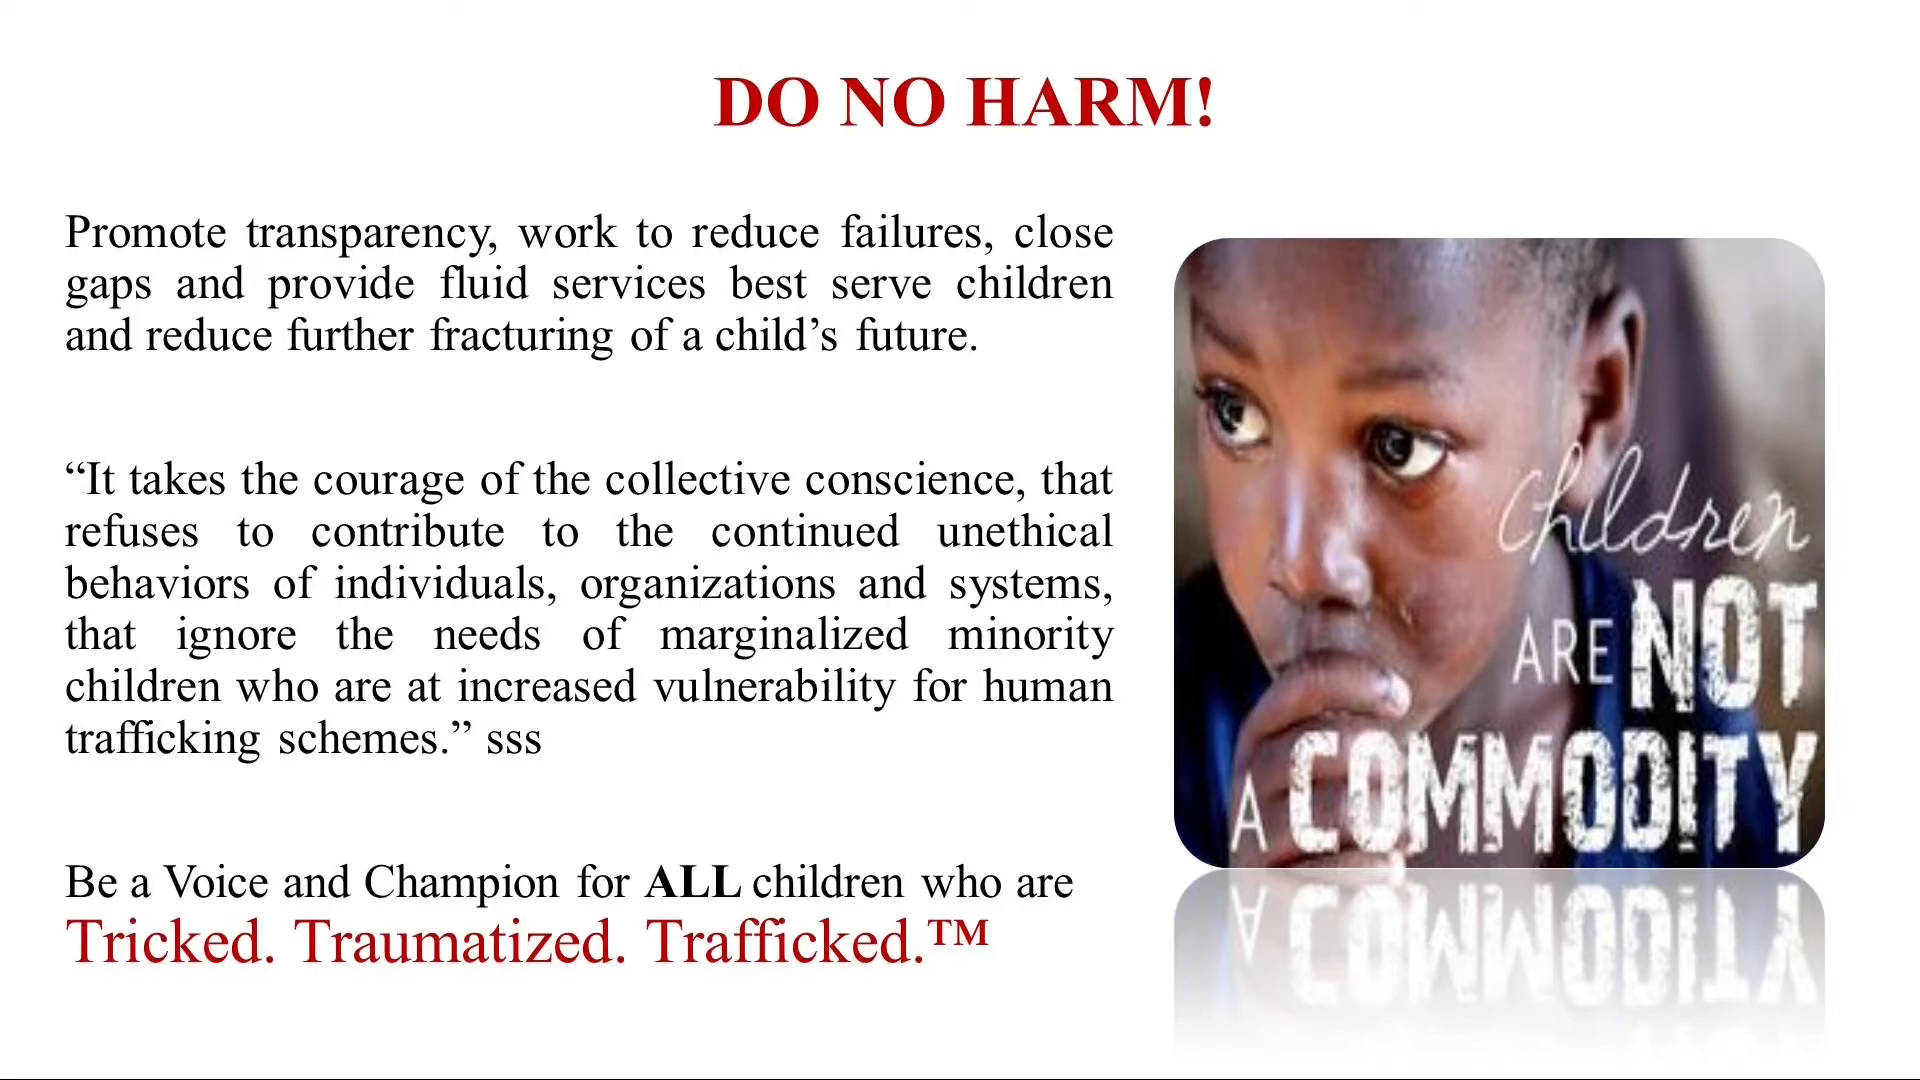 DO NO HARM!
Promote transparency, work to reduce failures, close
gaps and provide fluid services best serve children
and reduce further fracturing of a child’s future.
“It takes the courage of the collective conscience, that
refuses to contribute to the continued unethical
behaviors of individuals, organizations and systems,
that ignore the needs of marginalized minority
children who are at increased vulnerability for human
trafficking schemes.” sss
Be a Voice and Champion for ALL children who are
Tricked. Traumatized. Trafficked.™
children
ARE NOT
A COMMODITY